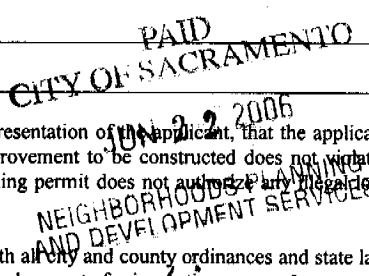 PAID
CITY OF SACRAMENTO
JUN 22 2006
resentation of the applicant, that the applica
rovement to be constructed does not violat
ing permit does not authorize any illegal lo
NEIGHBORHOODS PLANNING
AND DEVELOPMENT SERVICES
th all city and county ordinances and state la